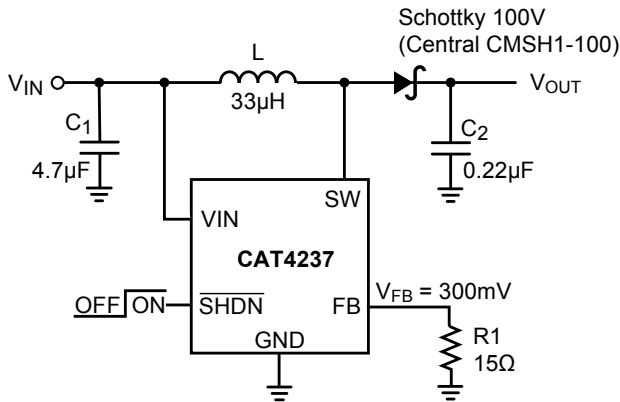 Schottky 100V
(Central CMSH1-100)
L
VIN
VOUT
33µH
C1
4.7µF
C2
0.22µF
SW
VIN
CAT4237
OFF ON
SHDN
FB
VFB = 300mV
GND
R1
15Ω